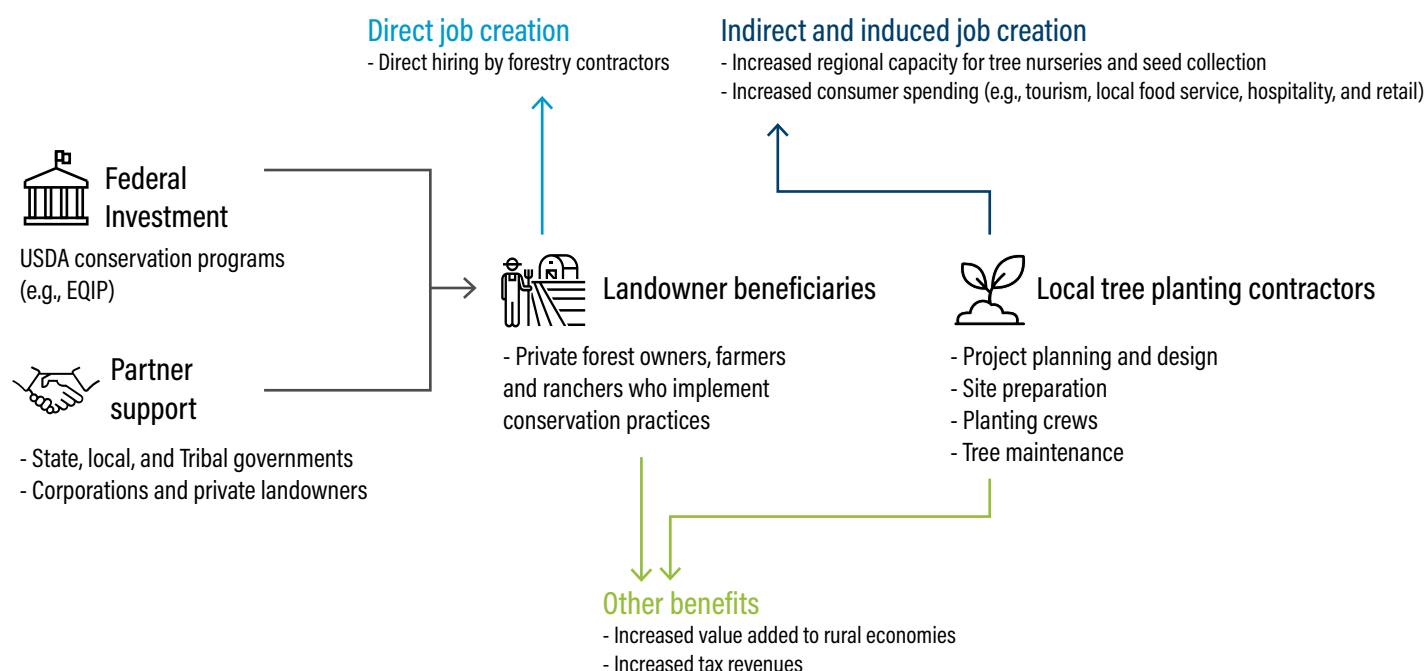 Direct job creation
- Direct hiring by forestry contractors
Indirect and induced job creation
- Increased regional capacity for tree nurseries and seed collection
- Increased consumer spending (e.g., tourism, local food service, hospitality, and retail)
Federal
Investment
USDA conservation programs
(e.g., EQIP)
Partner
support
- State, local, and Tribal governments
- Corporations and private landowners
Landowner beneficiaries
- Private forest owners, farmers
and ranchers who implement
conservation practices
Local tree planting contractors
- Project planning and design
- Site preparation
- Planting crews
- Tree maintenance
Other benefits
- Increased value added to rural economies
- Increased tax revenues